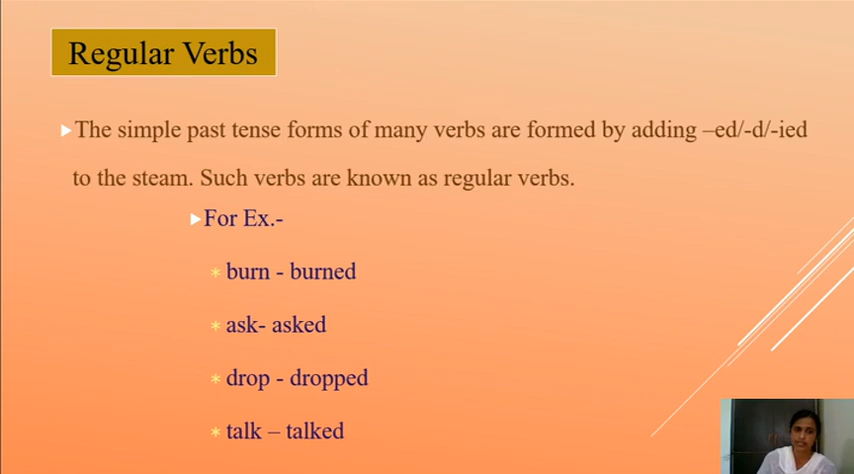 Regular Verbs
The simple past tense forms of many verbs are formed by adding –ed/-d/-ied
to the steam. Such verbs are known as regular verbs.
For Ex.-
burn - burned
ask- asked
drop - dropped
talk – talked